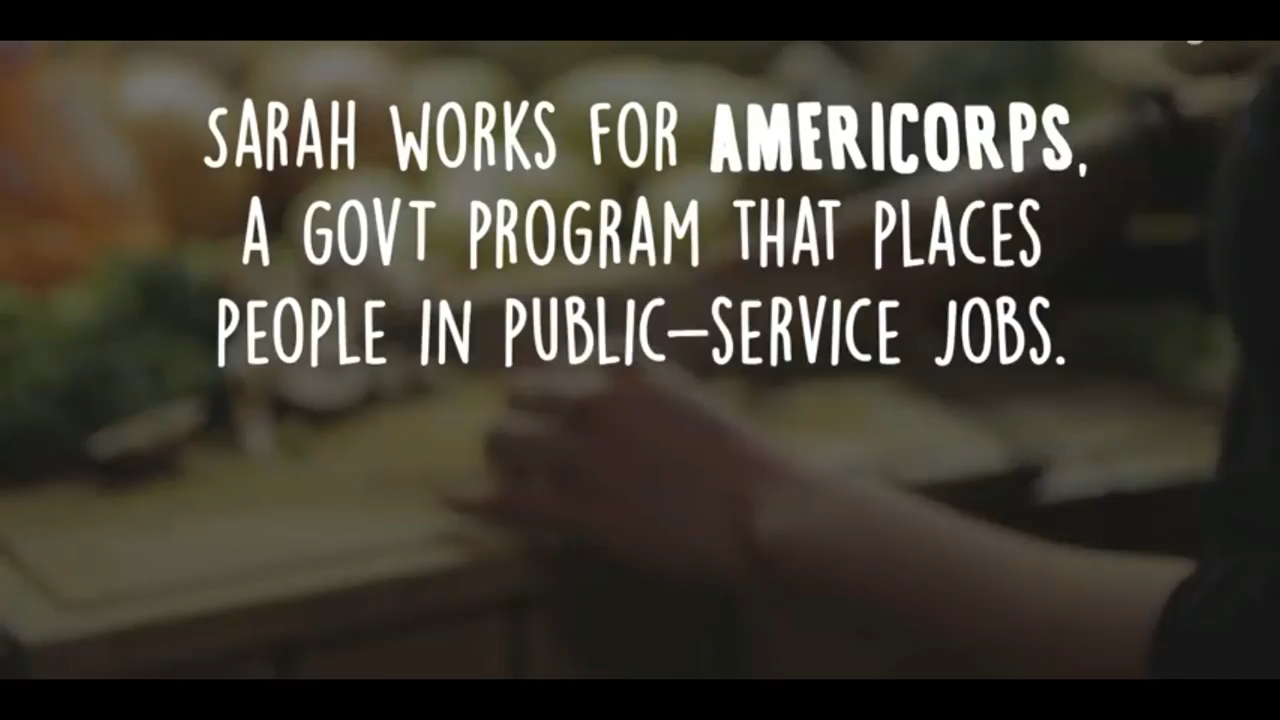 SARAH WORKS FOR AMERICORPS,
A GOVT PROGRAM THAT PLACES
PEOPLE IN PUBLIC-SERVICE JOBS.